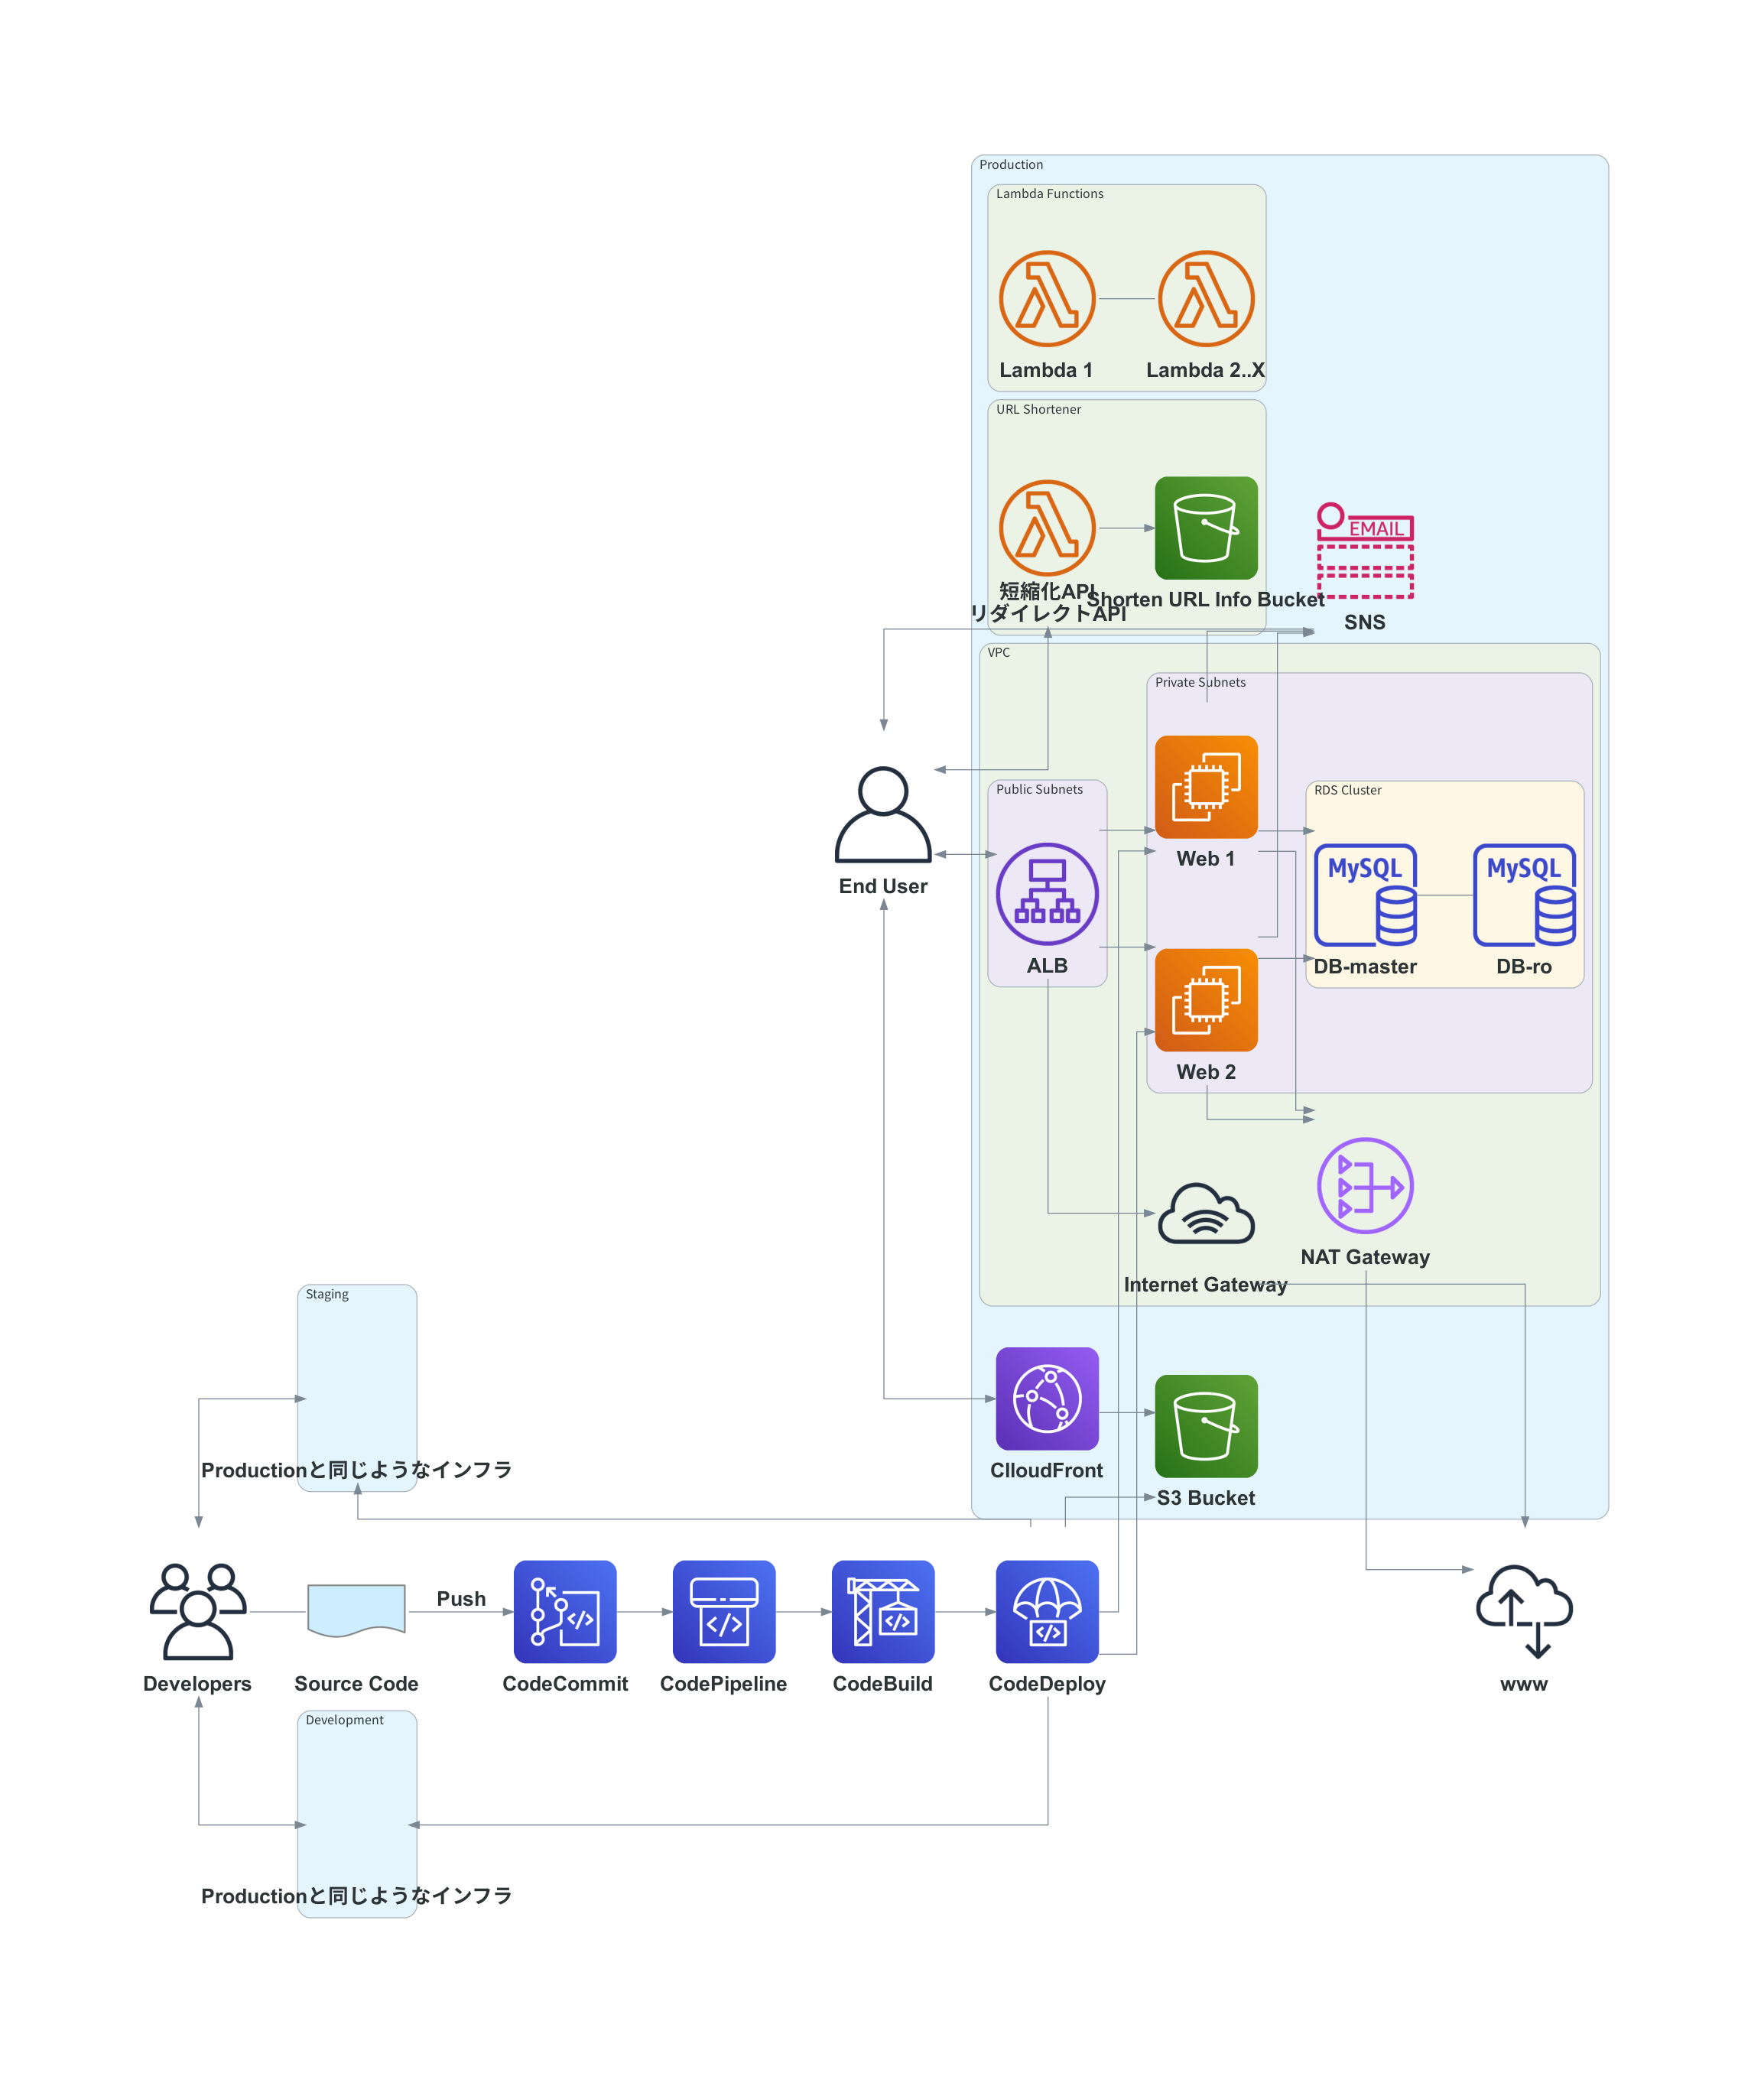 Production
Lambda Functions
Lambda 1
Lambda 2..X
URL Shortener
短縮化API
リダイレクトAPI
Shorten URL Info Bucket
EMAIL
SNS
VPC
Private Subnets
Web 1
Public Subnets
RDS Cluster
End User
MySQL
MySQL
ALB
DB-master
DB-ro
Web 2
NAT Gateway
Internet Gateway
Staging
Productionと同じようなインフラ
ClloudFront
S3 Bucket
Push
Developers
Source Code
CodeCommit
CodePipeline
CodeBuild
CodeDeploy
www
Development
Productionと同じようなインフラ